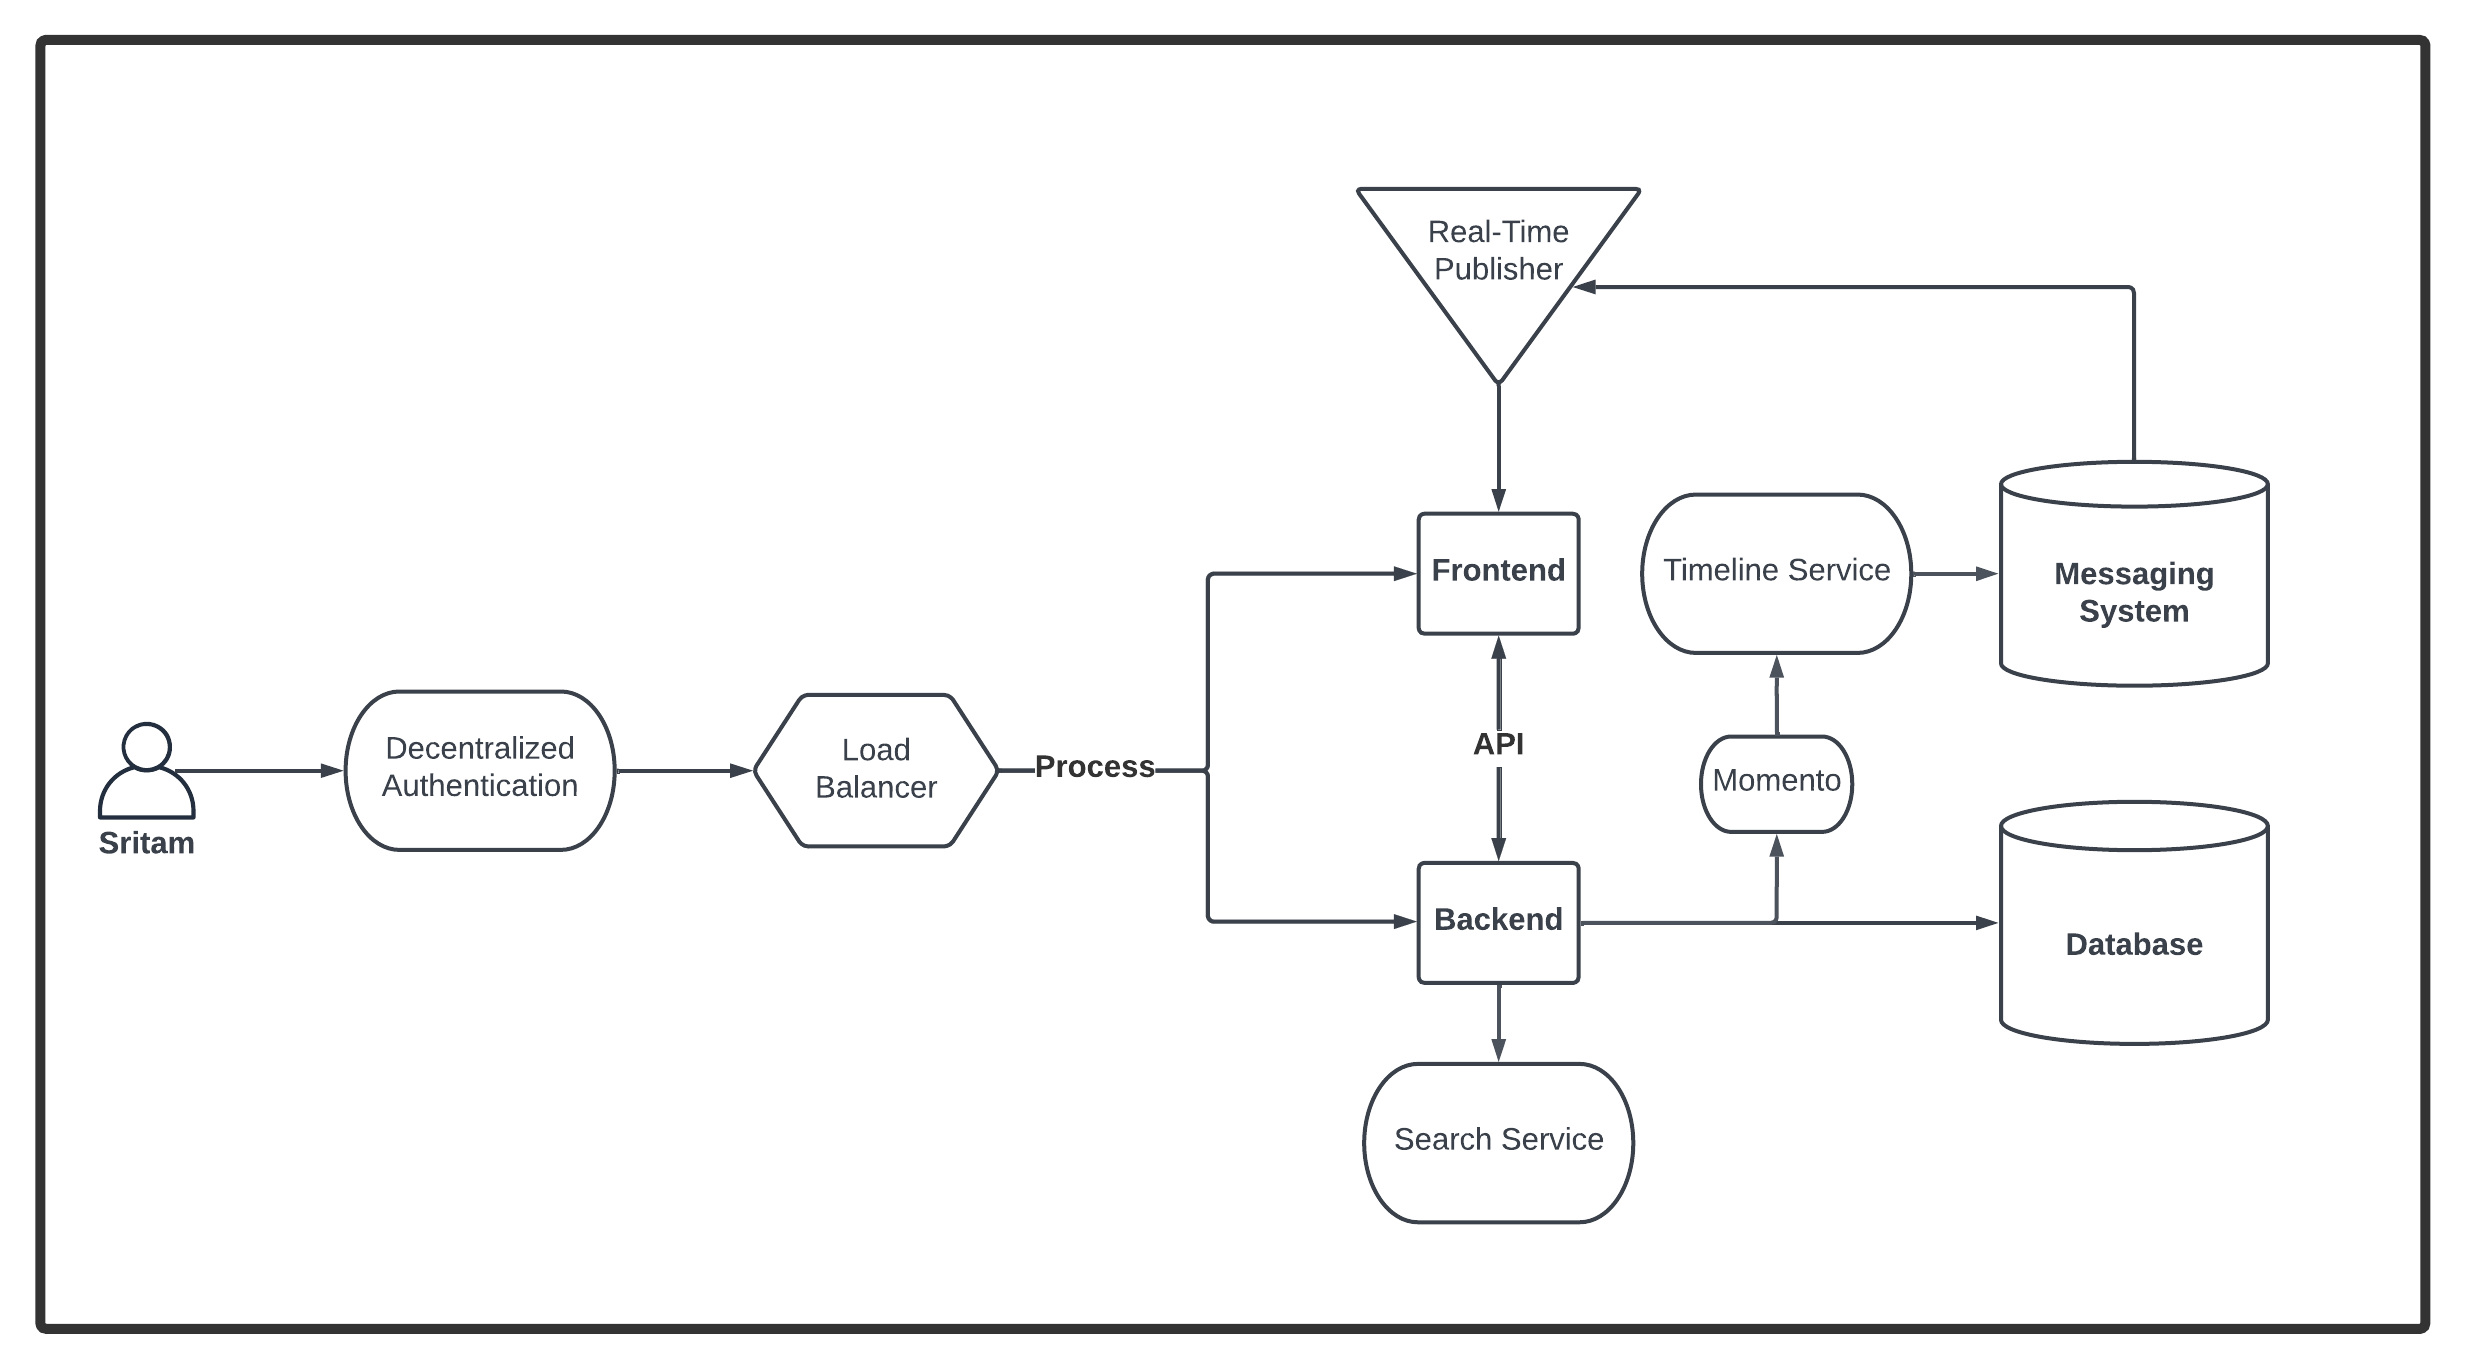 Real-Time
Publisher
Frontend
Timeline Service
Messaging
System
Decentralized
Authentication
Load
Balancer
Process
API
Momento
Sritam
Backend
Database
Search Service